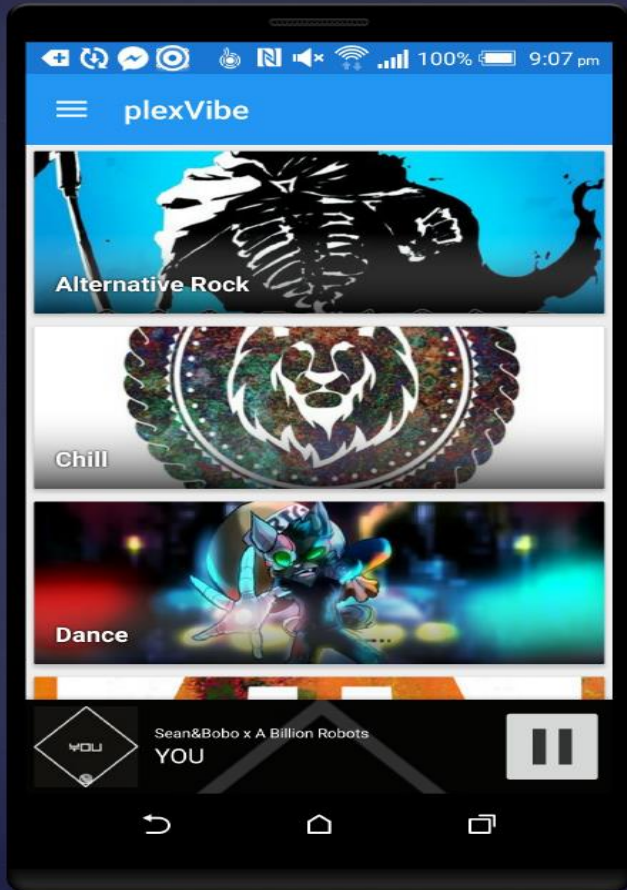 100% 9:07 pm
plexVibe
Alternative Rock
Chill
Dance
YOU
Sean&Bobo x A Billion Robots
YOU